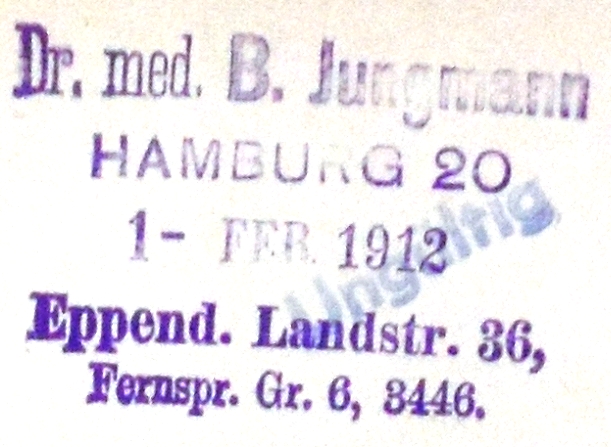 Dr. med. B. Jungmann
HAMBURG 20
1 - FEB. 1912
Ungültig
Eppend. Landstr. 36,
Fernspr. Gr. 6, 3446.